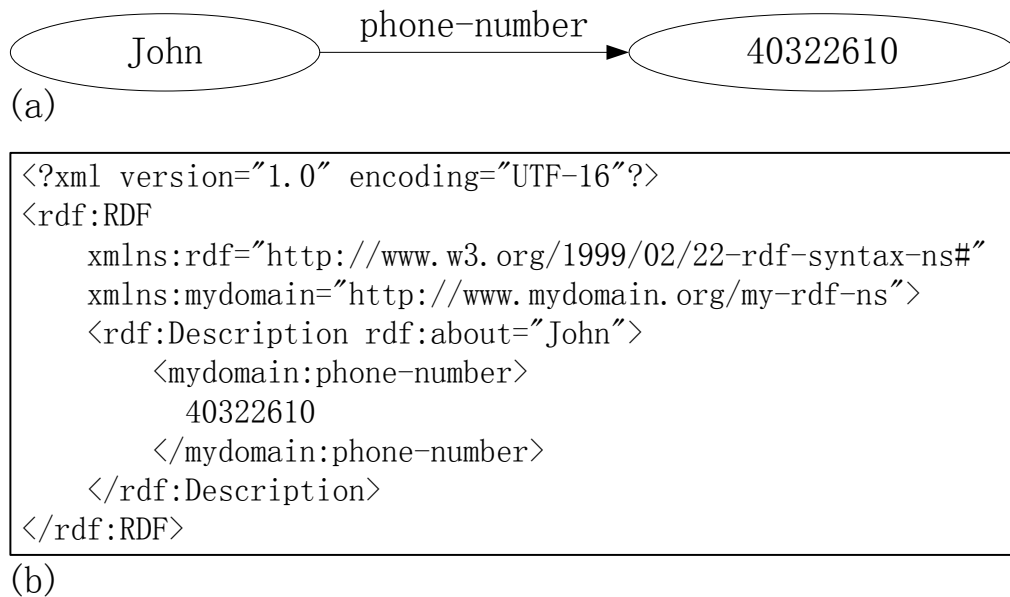 phone-number
John 40322610
(a)
<?xml version="1.0" encoding="UTF-16"?>
<rdf:RDF
xmlns:rdf="http://www.w3.org/1999/02/22-rdf-syntax-ns#"
xmlns:mydomain="http://www.mydomain.org/my-rdf-ns">
<rdf:Description rdf:about="John">
<mydomain:phone-number>
40322610
</mydomain:phone-number>
</rdf:Description>
</rdf:RDF>
(b)